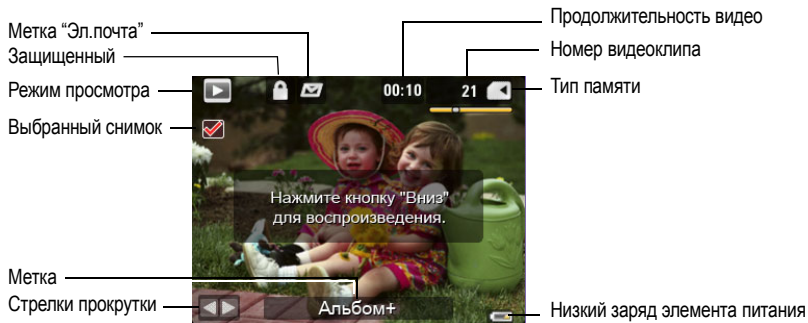 Метка “Эл.почта”
Защищенный
Режим просмотра
Выбранный снимок
Продолжительность видео
Номер видеоклипа
Тип памяти
00:10
21
Нажмите кнопку "Вниз"
для воспроизведения.
Метка
Стрелки прокрутки
Альбом+
Низкий заряд элемента питания